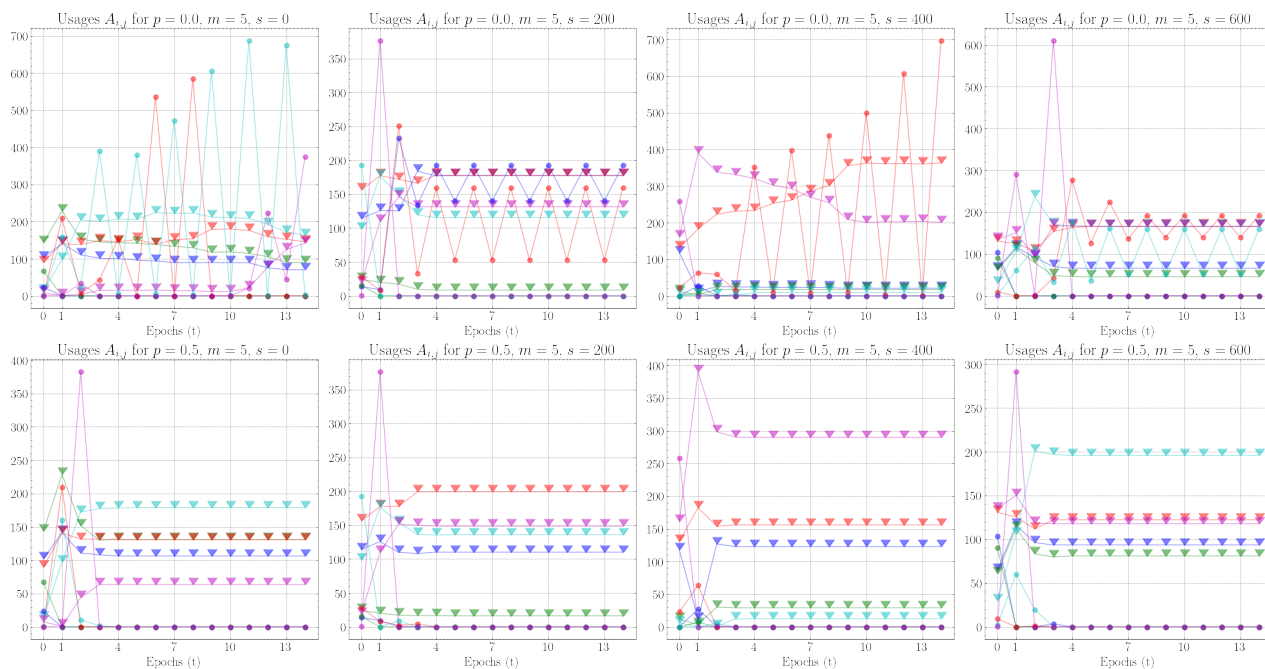 Usages A_{i,j} for p = 0.0, m = 5, s = 0
Usages A_{i,j} for p = 0.0, m = 5, s = 200
Usages A_{i,j} for p = 0.0, m = 5, s = 400
Usages A_{i,j} for p = 0.0, m = 5, s = 600
700
600
500
400
300
200
100
0
0 1 4 7 10 13
Epochs (t)
350
300
250
200
150
100
50
0
0 1 4 7 10 13
Epochs (t)
700
600
500
400
300
200
100
0
1 4 7 10 13
Epochs (t)
600
500
400
300
200
100
0
0 1 4 7 10 13
Epochs (t)
Usages A_{i,j} for p = 0.5, m = 5, s = 0
Usages A_{i,j} for p = 0.5, m = 5, s = 200
Usages A_{i,j} for p = 0.5, m = 5, s = 400
Usages A_{i,j} for p = 0.5, m = 5, s = 600
400
350
300
250
200
150
100
50
0
0 1 4 7 10 13
Epochs (t)
350
300
250
200
150
100
50
0
0 1 4 7 10 13
Epochs (t)
400
350
300
250
200
150
100
50
0
0 1 4 7 10 13
Epochs (t)
300
250
200
150
100
50
0
0 1 4 7 10 13
Epochs (t)